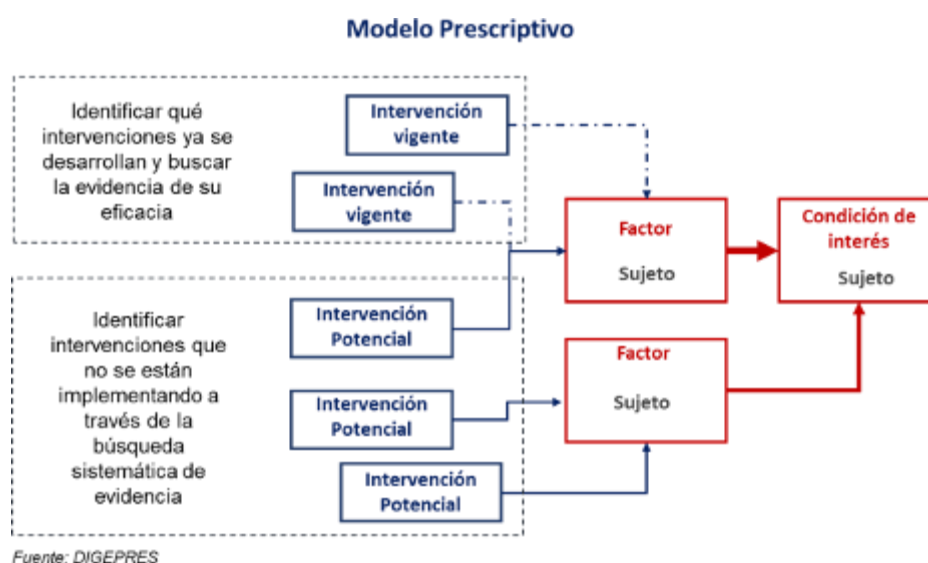 Modelo Prescriptivo
Identificar qué
intervenciones ya se
desarrollan y buscar
la evidencia de su
eficacia
Intervención
vigente
Intervención
vigente
Identificar
intervenciones que
no se están
implementando a
través de la
búsqueda
sistemática de
evidencia
Intervención
Potencial
Intervención
Potencial
Intervención
Potencial
Factor
Sujeto
Factor
Sujeto
Condición de
interés
Sujeto
Fuente: DIGEPRES